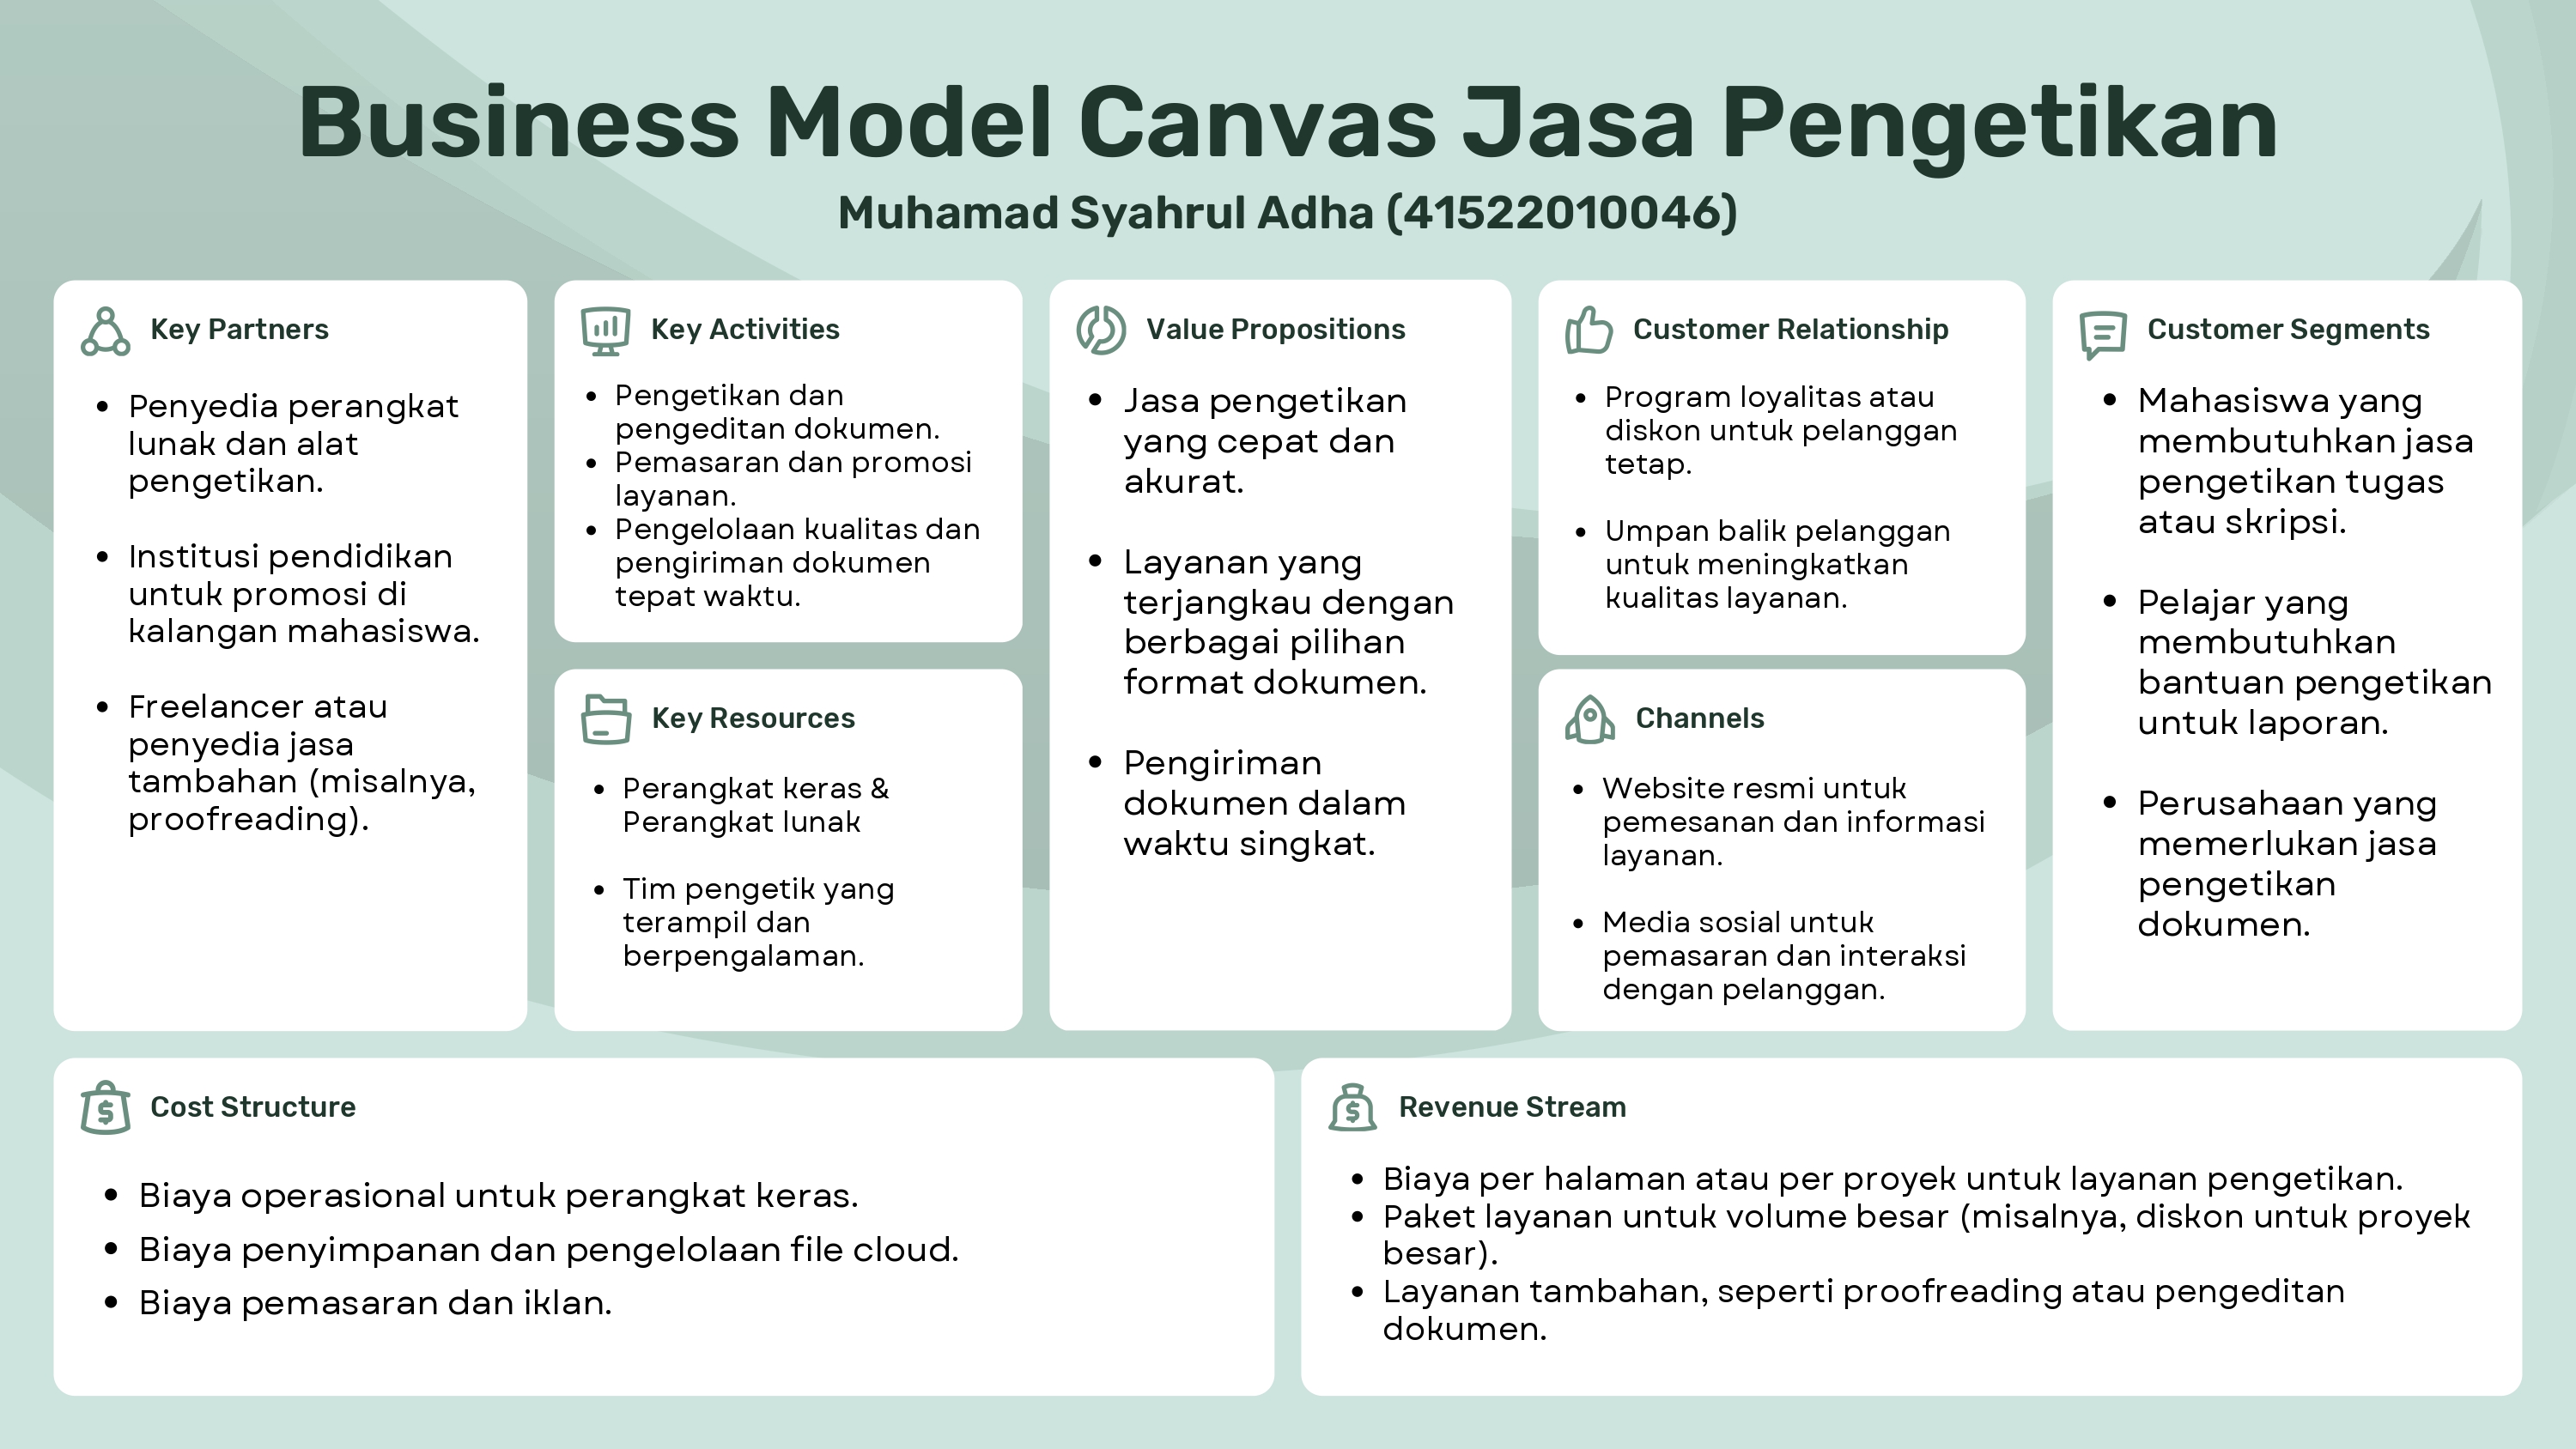 Business Model Canvas Jasa Pengetikan
Muhamad Syahrul Adha (41522010046)
Key Partners
• Penyedia perangkat
lunak dan alat
pengetikan.
• Institusi pendidikan
untuk promosi di
kalangan mahasiswa.
• Freelancer atau
penyedia jasa
tambahan (misalnya,
proofreading).
Key Activities
• Pengetikan dan
pengeditan dokumen.
• Pemasaran dan promosi
layanan.
• Pengelolaan kualitas dan
pengiriman dokumen
tepat waktu.
Key Resources
• Perangkat keras &
Perangkat lunak
• Tim pengetik yang
terampil dan
berpengalaman.
Value Propositions
• Jasa pengetikan
yang cepat dan
akurat.
• Layanan yang
terjangkau dengan
berbagai pilihan
format dokumen.
• Pengiriman
dokumen dalam
waktu singkat.
Customer Relationship
• Program loyalitas atau
diskon untuk pelanggan
tetap.
• Umpan balik pelanggan
untuk meningkatkan
kualitas layanan.
Channels
• Website resmi untuk
pemesanan dan informasi
layanan.
• Media sosial untuk
pemasaran dan interaksi
dengan pelanggan.
Customer Segments
• Mahasiswa yang
membutuhkan jasa
pengetikan tugas
atau skripsi.
• Pelajar yang
membutuhkan
bantuan pengetikan
untuk laporan.
• Perusahaan yang
memerlukan jasa
pengetikan
dokumen.
Cost Structure
• Biaya operasional untuk perangkat keras.
• Biaya penyimpanan dan pengelolaan file cloud.
• Biaya pemasaran dan iklan.
Revenue Stream
• Biaya per halaman atau per proyek untuk layanan pengetikan.
• Paket layanan untuk volume besar (misalnya, diskon untuk proyek
besar).
• Layanan tambahan, seperti proofreading atau pengeditan
dokumen.